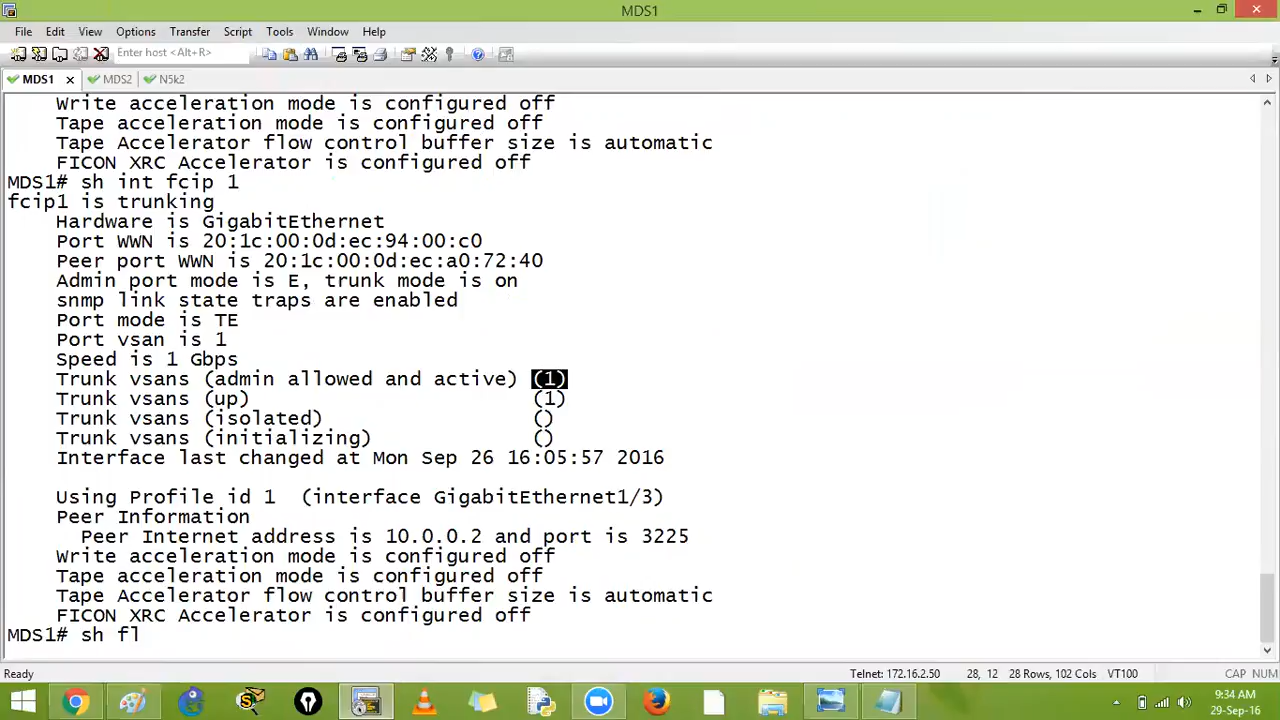 MDS1
File Edit View Options Transfer Script Tools Window Help
Enter host <Alt+R>
MDS1 MDS2 N5k2
Write acceleration mode is configured off
Tape acceleration mode is configured off
Tape Accelerator flow control buffer size is automatic
FICON XRC Accelerator is configured off
MDS1# sh int fcip 1
fcip1 is trunking
Hardware is GigabitEthernet
Port WWN is 20:1c:00:0d:ec:94:00:c0
Peer port WWN is 20:1c:00:0d:ec:a0:72:40
Admin port mode is E, trunk mode is on
snmp link state traps are enabled
Port mode is TE
Port vsan is 1
Speed is 1 Gbps
Trunk vsans (admin allowed and active) (1)
Trunk vsans (up) (1)
Trunk vsans (isolated) ()
Trunk vsans (initializing) ()
Interface last changed at Mon Sep 26 16:05:57 2016
Using Profile id 1 (interface GigabitEthernet1/3)
Peer Information
Peer Internet address is 10.0.0.2 and port is 3225
Write acceleration mode is configured off
Tape acceleration mode is configured off
Tape Accelerator flow control buffer size is automatic
FICON XRC Accelerator is configured off
MDS1# sh fl
Ready Telnet: 172.16.2.50 28, 12 28 Rows, 102 Cols VT100 CAP NUM
9:34 AM
29-Sep-16